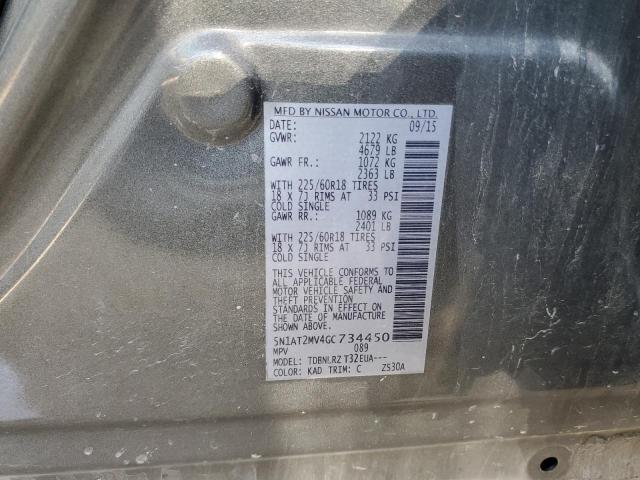 MFD BY NISSAN MOTOR CO., LTD.
DATE: 09/15
GVWR: 2122 KG
4679 LB
GAWR FR.: 1072 KG
2363 LB
WITH 225/60R18 TIRES
18 X 7J RIMS AT 33 PSI
COLD SINGLE
GAWR RR.: 1089 KG
2401 LB
WITH 225/60R18 TIRES
18 X 7J RIMS AT 33 PSI
COLD SINGLE
THIS VEHICLE CONFORMS TO
ALL APPLICABLE FEDERAL
MOTOR VEHICLE SAFETY AND
THEFT PREVENTION
STANDARDS IN EFFECT ON THE
DATE OF MANUFACTURE
SHOWN ABOVE.
5N1AT2MV4GC734450
MPV 089
MODEL: TDBNLRZ T32EUA---
COLOR: KAD TRIM: C ZS30A